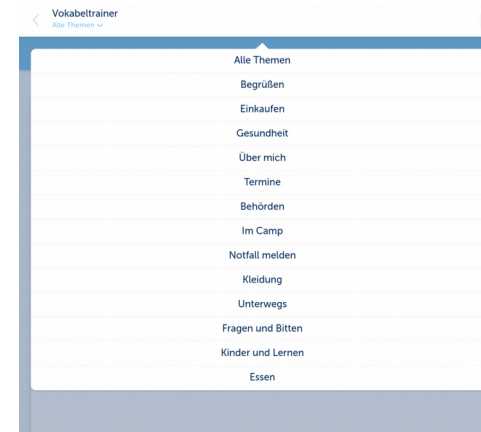 Vokabeltrainer
Alle Themen
Alle Themen
Begrüßen
Einkaufen
Gesundheit
Über mich
Termine
Behörden
Im Camp
Notfall melden
Kleidung
Unterwegs
Fragen und Bitten
Kinder und Lernen
Essen